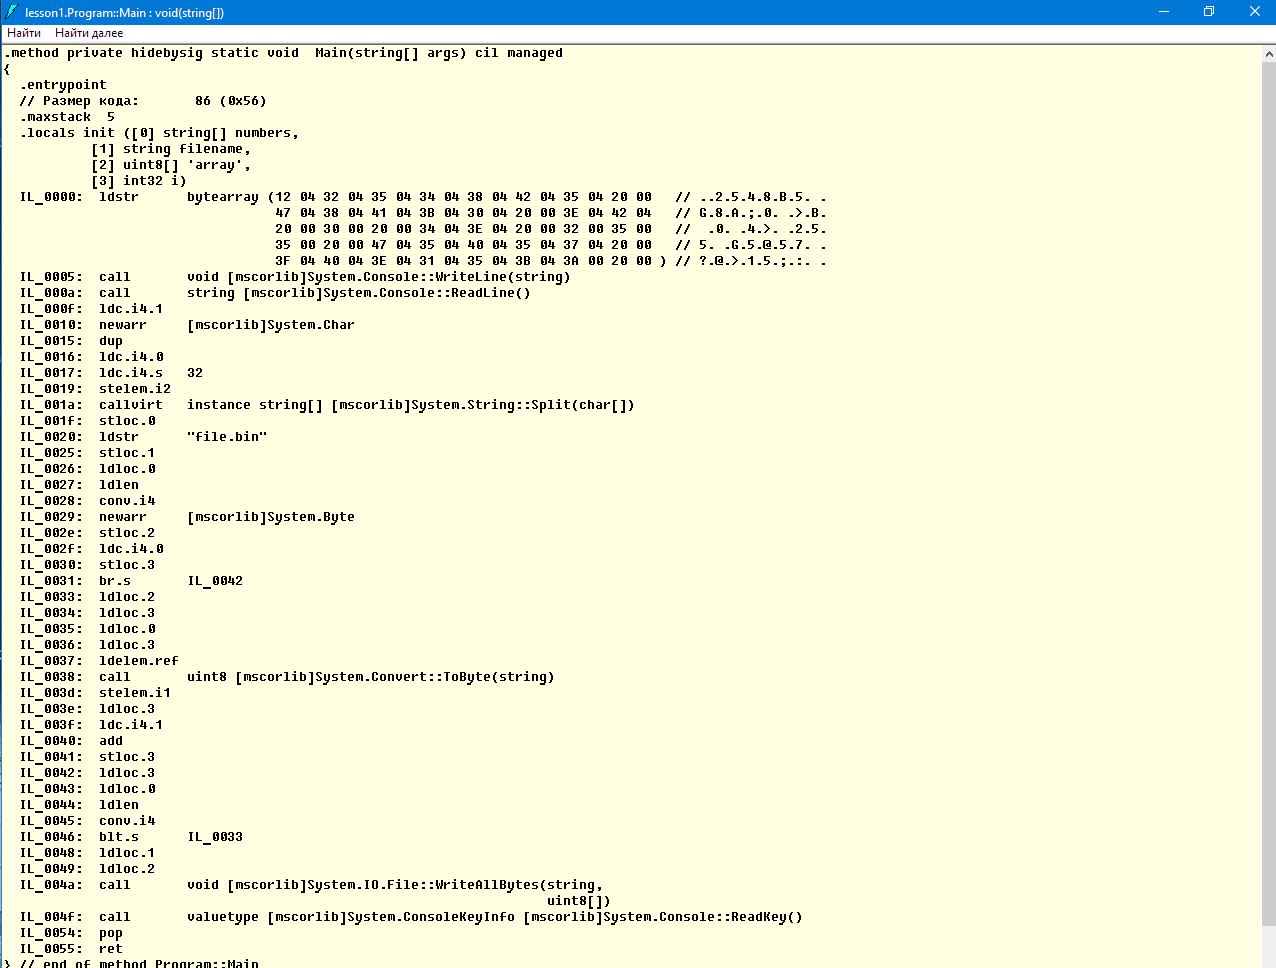 lesson1.Program::Main : void(string[])
Найти Найти далее
.method private hidebysig static void  Main(string[] args) cil managed
{
  .entrypoint
  // Размер кода:       86 (0x56)
  .maxstack  5
  .locals init ([0] string[] numbers,
           [1] string filename,
           [2] uint8[] 'array',
           [3] int32 i)
  IL_0000:  ldstr      bytearray (12 04 32 04 35 04 34 04 38 04 42 04 35 04 20 00   // ..2.5.4.8.B.5. .
                                  47 04 38 04 41 04 3B 04 30 04 20 00 3E 04 42 04   // G.8.A.;.0. .>.B.
                                  20 00 30 00 20 00 34 04 3E 04 20 00 32 00 35 00   //  .0. .4.>. .2.5.
                                  35 00 20 00 47 04 35 04 40 04 35 04 37 04 20 00   // 5. .G.5.@.5.7. .
                                  3F 04 40 04 3E 04 31 04 35 04 3B 04 3A 00 20 00 ) // ?.@.>.1.5.;.:. .
  IL_0005:  call       void [mscorlib]System.Console::WriteLine(string)
  IL_000a:  call       string [mscorlib]System.Console::ReadLine()
  IL_000f:  ldc.i4.1
  IL_0010:  newarr     [mscorlib]System.Char
  IL_0015:  dup
  IL_0016:  ldc.i4.0
  IL_0017:  ldc.i4.s   32
  IL_0019:  stelem.i2
  IL_001a:  callvirt   instance string[] [mscorlib]System.String::Split(char[])
  IL_001f:  stloc.0
  IL_0020:  ldstr      "file.bin"
  IL_0025:  stloc.1
  IL_0026:  ldloc.0
  IL_0027:  ldlen
  IL_0028:  conv.i4
  IL_0029:  newarr     [mscorlib]System.Byte
  IL_002e:  stloc.2
  IL_002f:  ldc.i4.0
  IL_0030:  stloc.3
  IL_0031:  br.s       IL_0042
  IL_0033:  ldloc.2
  IL_0034:  ldloc.3
  IL_0035:  ldloc.0
  IL_0036:  ldloc.3
  IL_0037:  ldelem.ref
  IL_0038:  call       uint8 [mscorlib]System.Convert::ToByte(string)
  IL_003d:  stelem.i1
  IL_003e:  ldloc.3
  IL_003f:  ldc.i4.1
  IL_0040:  add
  IL_0041:  stloc.3
  IL_0042:  ldloc.3
  IL_0043:  ldloc.0
  IL_0044:  ldlen
  IL_0045:  conv.i4
  IL_0046:  blt.s      IL_0033
  IL_0048:  ldloc.1
  IL_0049:  ldloc.2
  IL_004a:  call       void [mscorlib]System.IO.File::WriteAllBytes(string,
                                                                    uint8[])
  IL_004f:  call       valuetype [mscorlib]System.ConsoleKeyInfo [mscorlib]System.Console::ReadKey()
  IL_0054:  pop
  IL_0055:  ret
} // end of method Program::Main